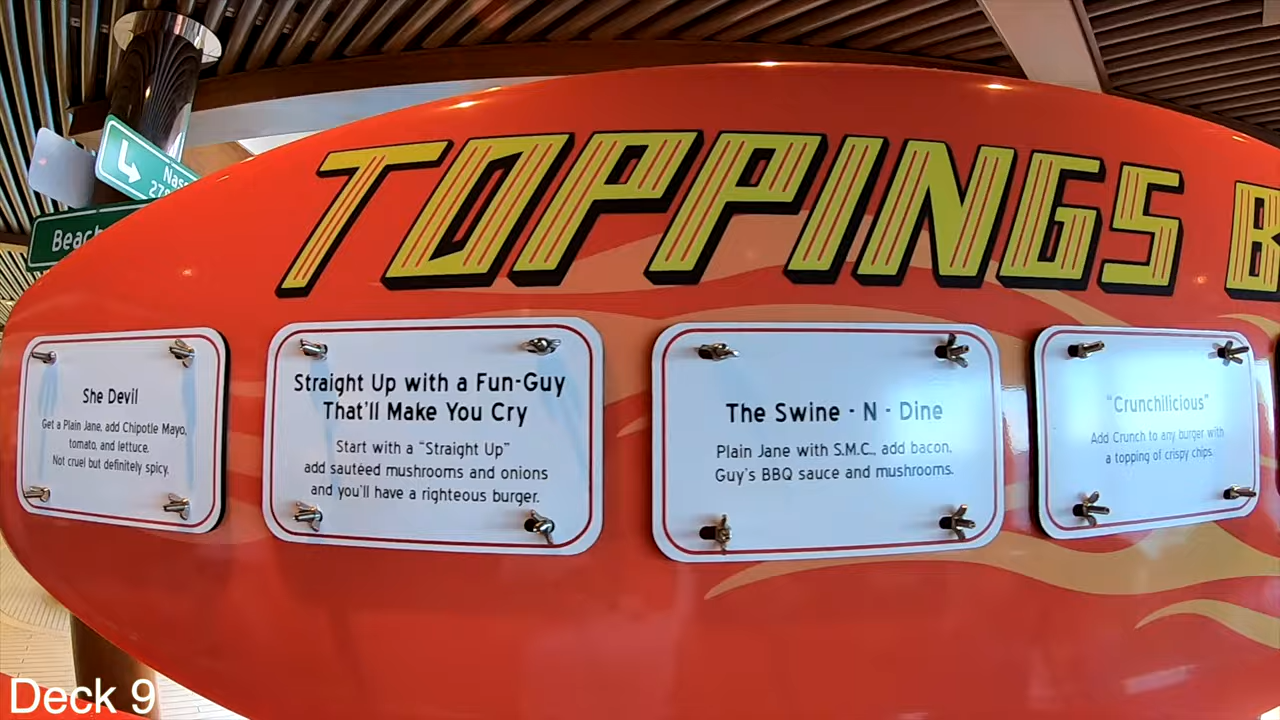 TOPPINGS B
Nas
Beach
She Devil
Get a Plain Jane, add Chipotle Mayo,
tomato, and lettuce.
Not cruel but definitely spicy.
Straight Up with a Fun-Guy
That'll Make You Cry
Start with a "Straight Up"
add sautéed mushrooms and onions
and you'll have a righteous burger.
The Swine - N - Dine
Plain Jane with S.M.C., add bacon,
Guy's BBQ sauce and mushrooms.
"Crunchilicious"
Add Crunch to any burger with
a topping of crispy chips.
Deck 9